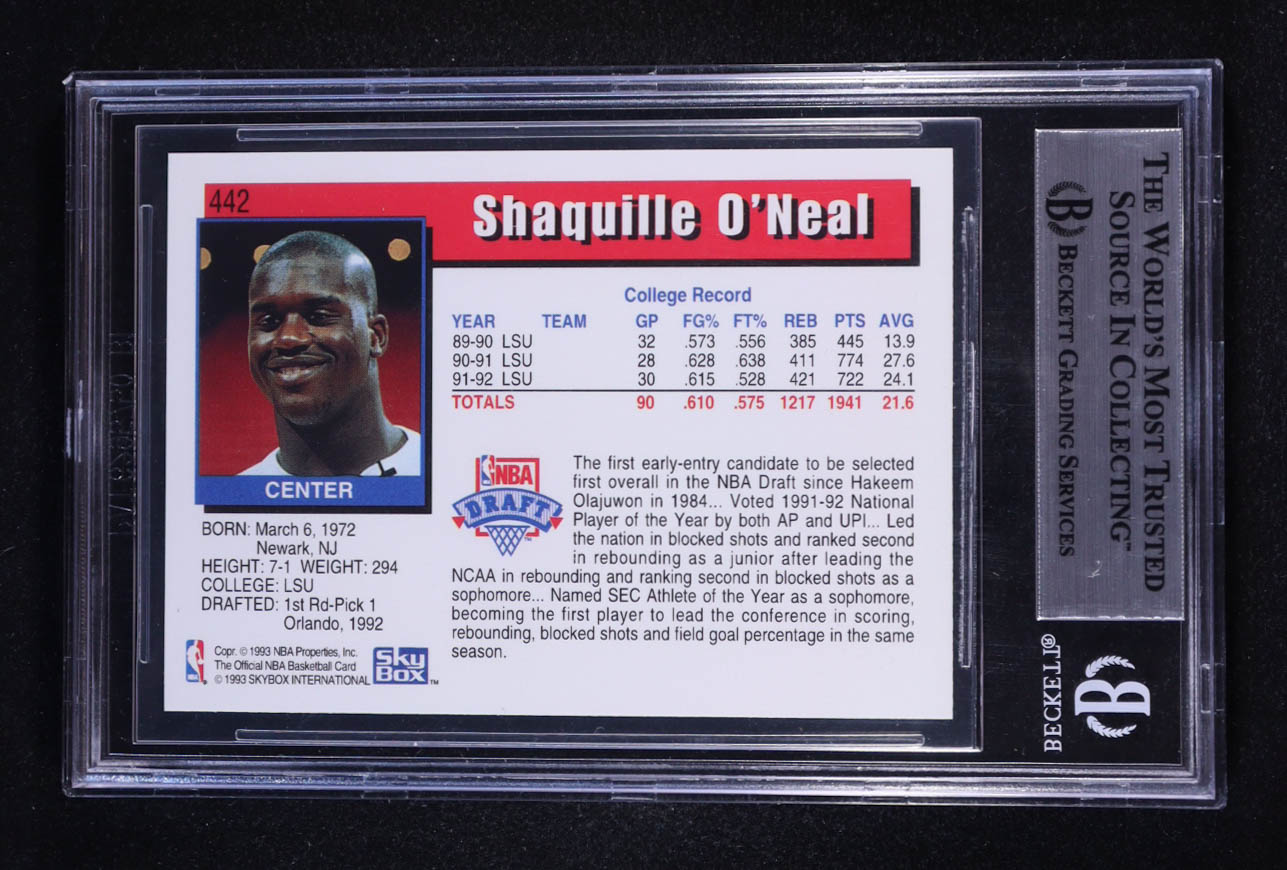 442
Shaquille O'Neal
College Record
YEAR TEAM GP FG% FT% REB PTS AVG
89-90 LSU 32 .573 .556 385 445 13.9
90-91 LSU 28 .628 .638 411 774 27.6
91-92 LSU 30 .615 .528 421 722 24.1
TOTALS 90 .610 .575 1217 1941 21.6
CENTER
BORN: March 6, 1972
Newark, NJ
HEIGHT: 7-1 WEIGHT: 294
COLLEGE: LSU
DRAFTED: 1st Rd-Pick 1
Orlando, 1992
NBA
DRAFT
The first early-entry candidate to be selected
first overall in the NBA Draft since Hakeem
Olajuwon in 1984... Voted 1991-92 National
Player of the Year by both AP and UPI... Led
the nation in blocked shots and ranked second
in rebounding as a junior after leading the
NCAA in rebounding and ranking second in blocked shots as a
sophomore... Named SEC Athlete of the Year as a sophomore,
becoming the first player to lead the conference in scoring,
rebounding, blocked shots and field goal percentage in the same
season.
Copr. © 1993 NBA Properties, Inc.
The Official NBA Basketball Card
© 1993 SKYBOX INTERNATIONAL
Sky
Box™
THE WORLD'S MOST TRUSTED
SOURCE IN COLLECTING™
B BECKETT GRADING SERVICES
BECKETT®
B